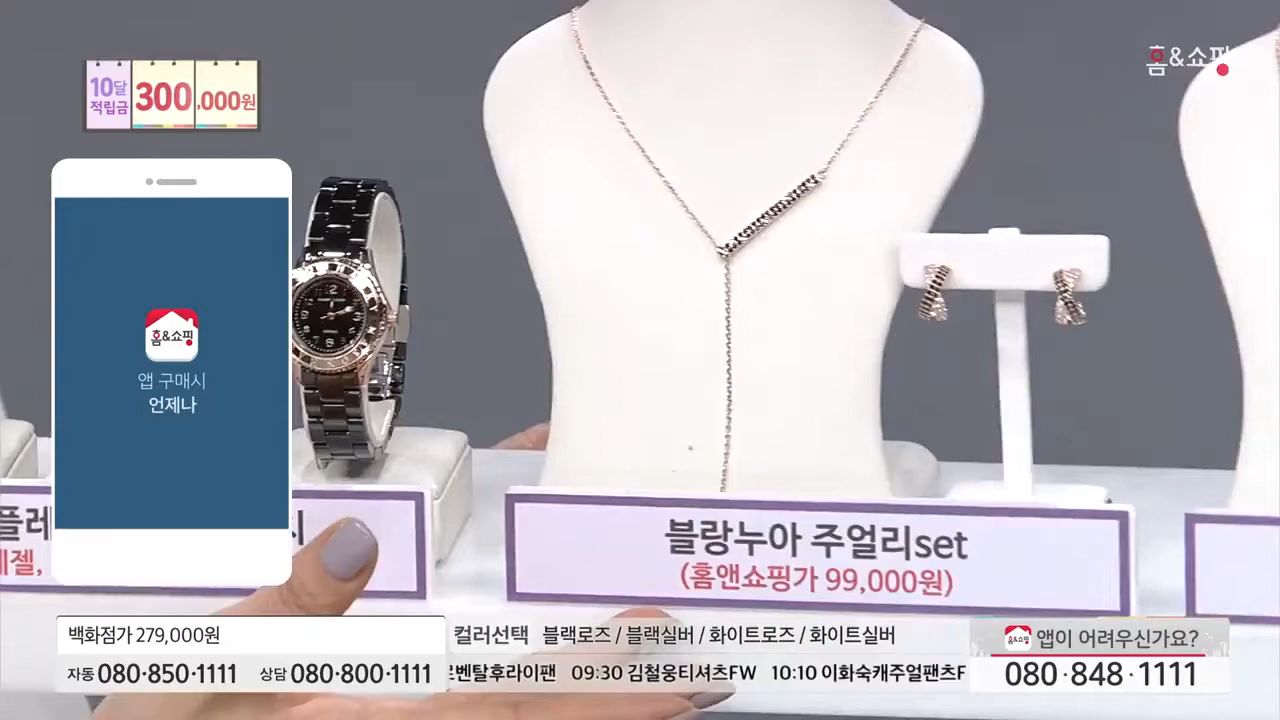 10달
적립금
300,000원
홈&쇼핑
홈&쇼핑
앱 구매시
언제나
12
플레
에젤,
블랑누아 주얼리set
(홈앤쇼핑가 99,000원)
백화점가 279,000원
컬러선택 블랙로즈 / 블랙실버 / 화이트로즈 / 화이트실버
홈&쇼핑 앱이 어려우신가요?
자동 080·850·1111 상담 080·800·1111
르벤탈후라이팬 09:30 김철웅티셔츠FW 10:10 이화숙캐주얼팬츠F
080·848·1111